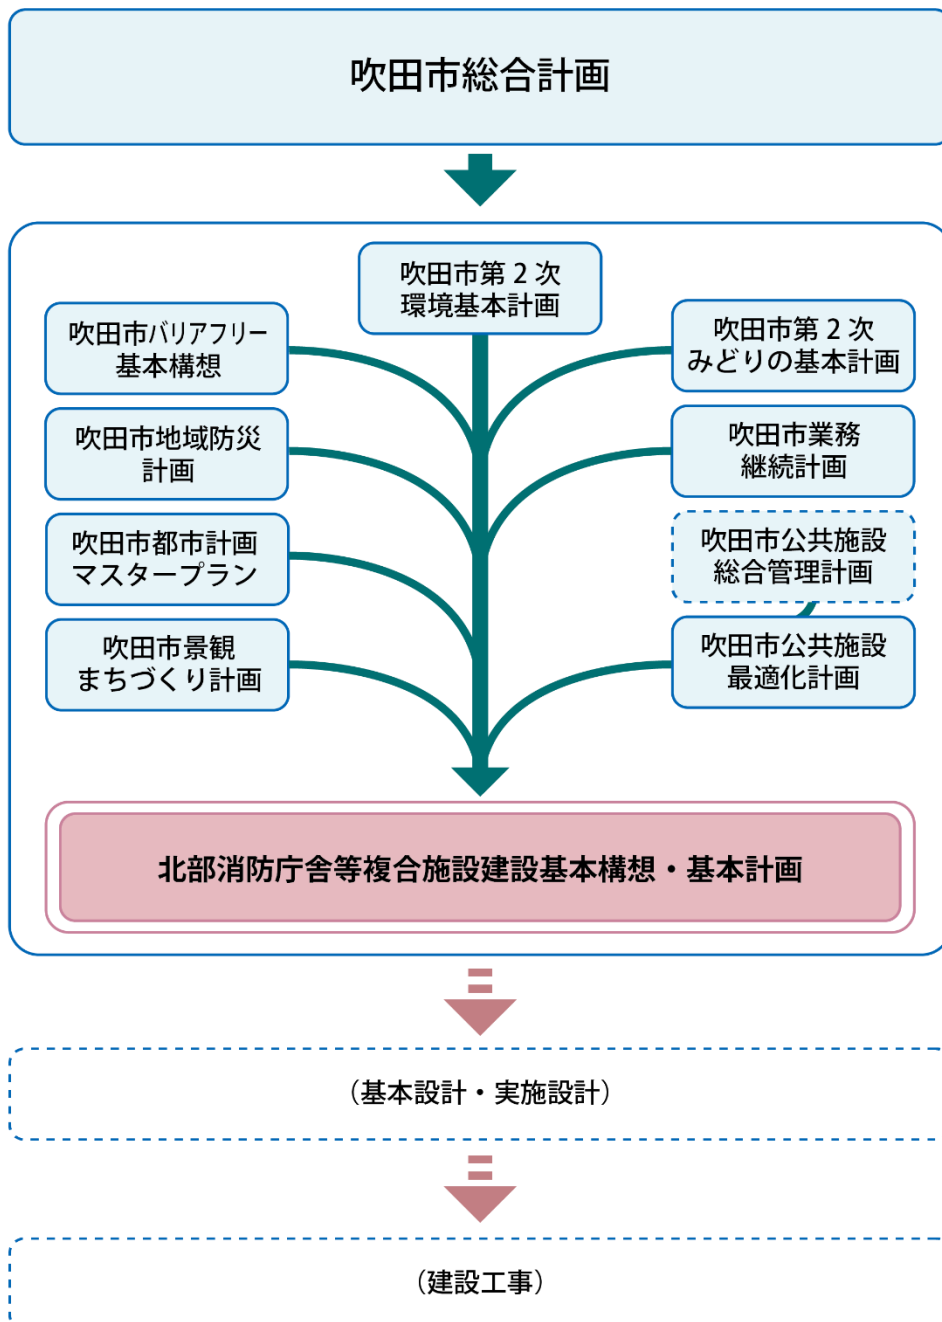 吹田市総合計画
吹田市第2次
環境基本計画
吹田市バリアフリー
基本構想
吹田市地域防災
計画
吹田市都市計画
マスタープラン
吹田市景観
まちづくり計画
吹田市第2次
みどりの基本計画
吹田市業務
継続計画
吹田市公共施設
総合管理計画
吹田市公共施設
最適化計画
北部消防庁舎等複合施設建設基本構想・基本計画
（基本設計・実施設計）
（建設工事）